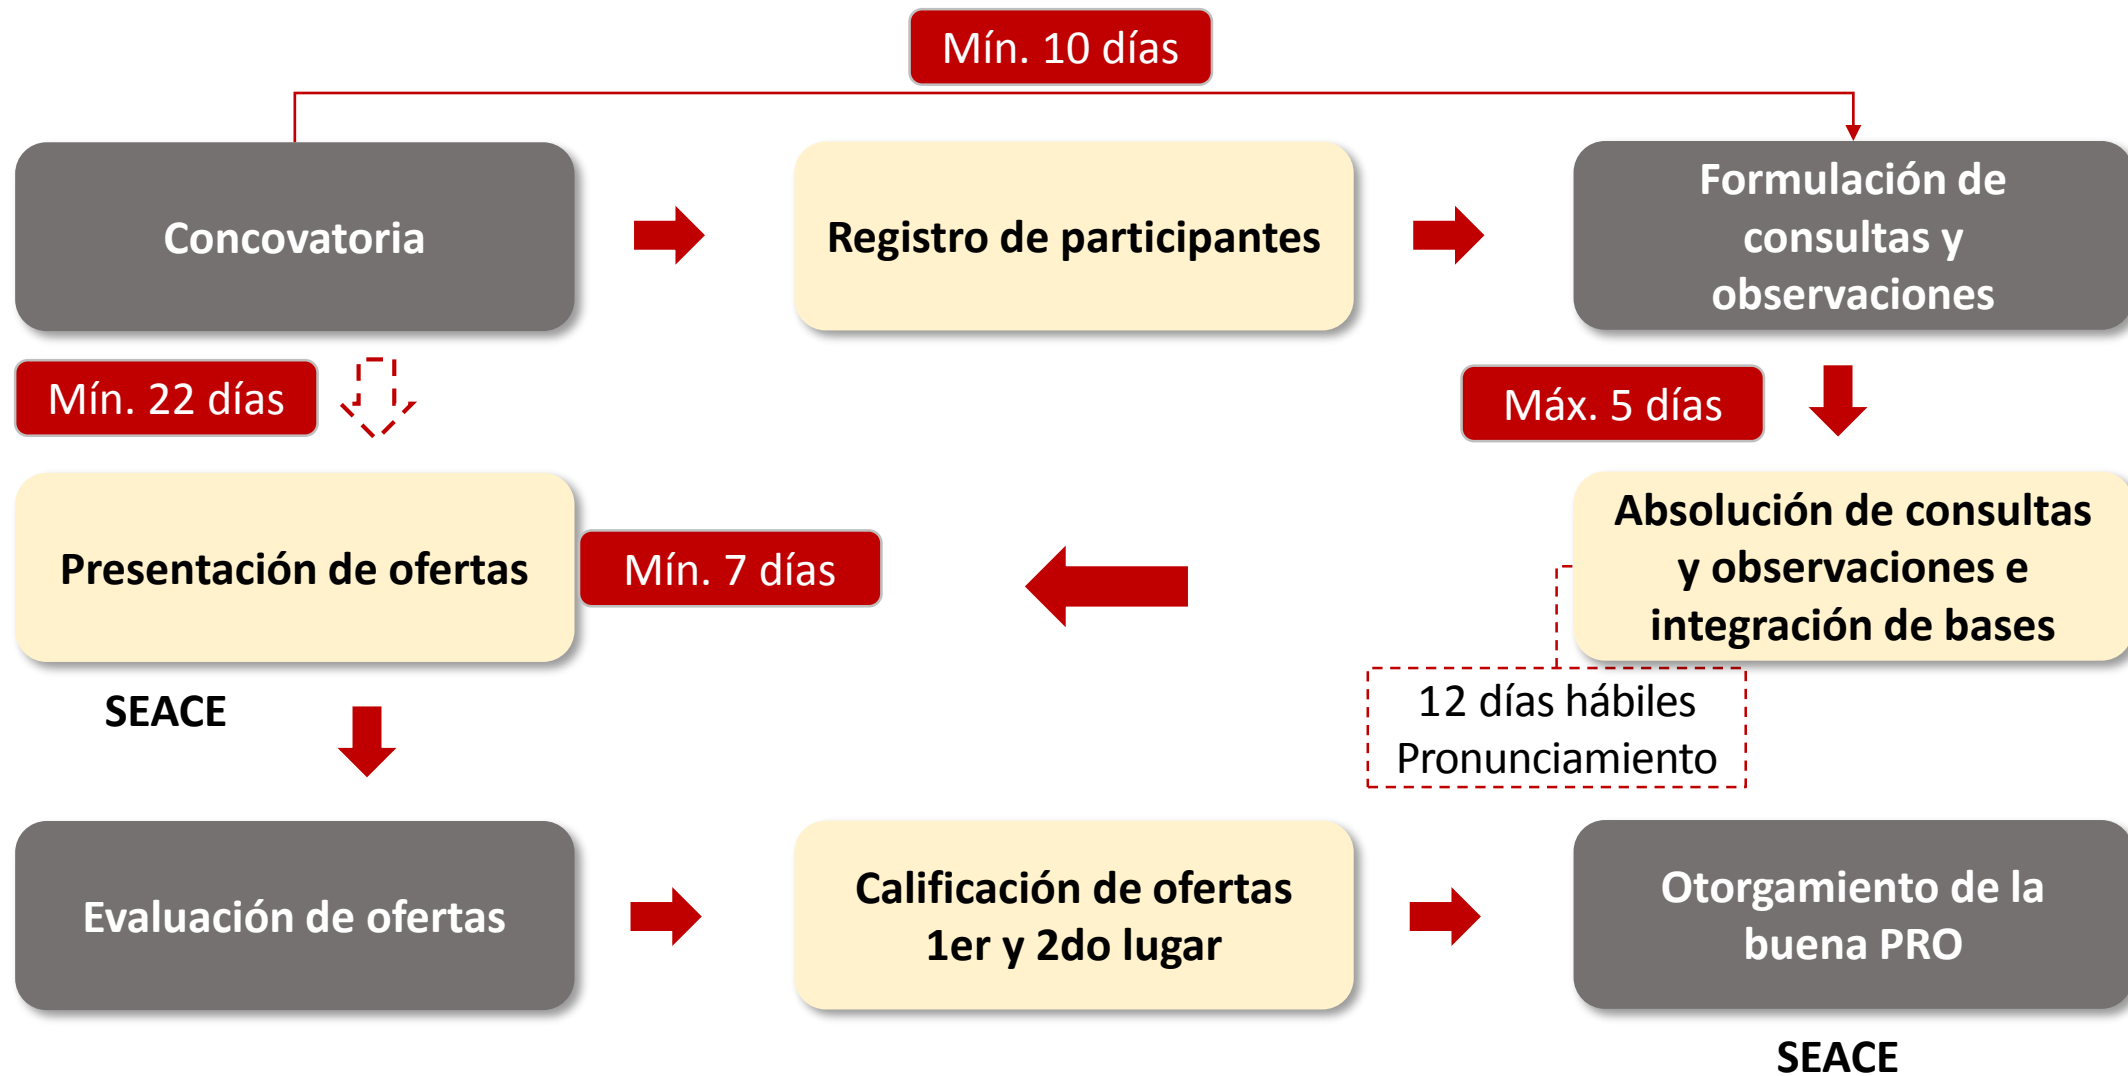 Mín. 10 días
Concovatoria
Registro de participantes
Formulación de
consultas y
observaciones
Mín. 22 días
Máx. 5 días
Presentación de ofertas
Mín. 7 días
Absolución de consultas
y observaciones e
integración de bases
SEACE
12 días hábiles
Pronunciamiento
Evaluación de ofertas
Calificación de ofertas
1er y 2do lugar
Otorgamiento de la
buena PRO
SEACE